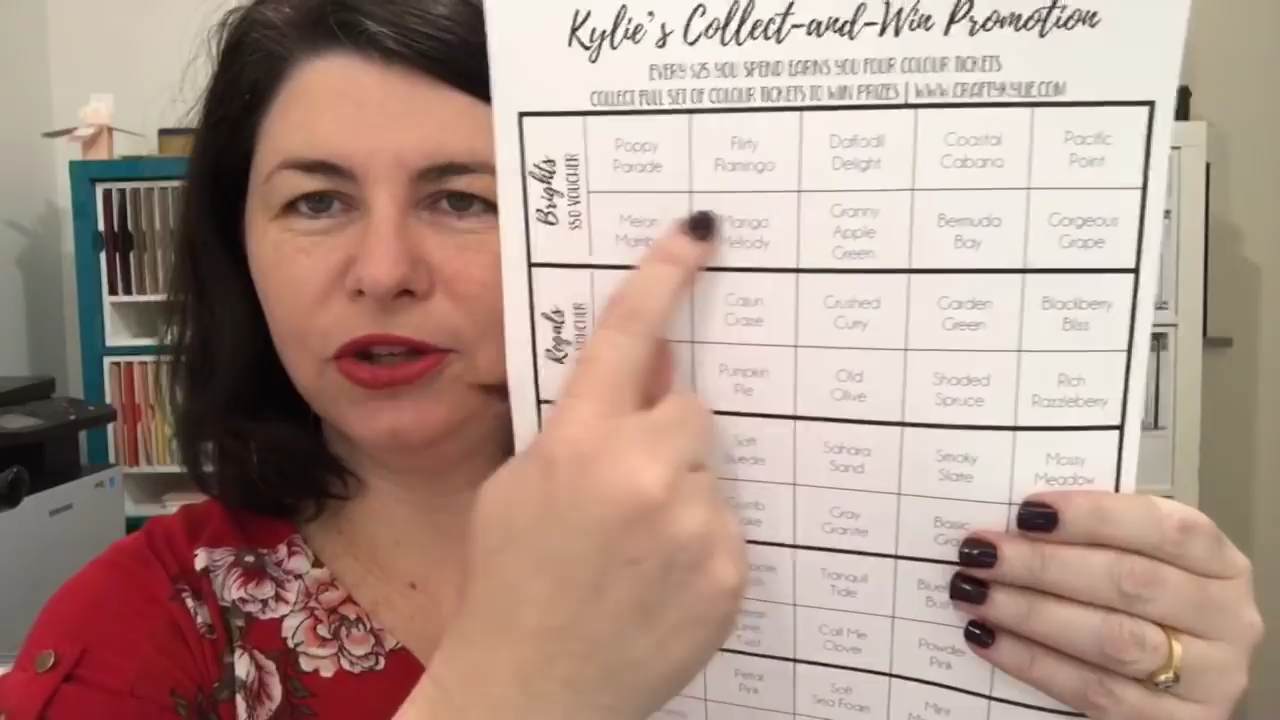 Kylie's Collect-and-Win Promotion
EVERY $25 YOU SPEND EARNS YOU FOUR COLOUR TICKETS
COLLECT FULL SET OF COLOUR TICKETS TO WIN PRIZES | WWW.CRAFTYKYLIE.COM
Brights
$50 VOUCHER
Poppy
Parade
Flirty
Flamingo
Daffodil
Delight
Coastal
Cabana
Pacific
Point
Melon
Mango
Melody
Granny
Apple
Green
Bermuda
Bay
Gorgeous
Grape
Regals
Cajun
Craze
Crushed
Curry
Garden
Green
Blackberry
Bliss
Pumpkin
Pie
Old
Olive
Shaded
Spruce
Rich
Razzleberry
Soft
Sahara
Sand
Smoky
Slate
Mossy
Meadow
Gray
Granite
Basic
Tranquil
Tide
Call Me
Clover
Powder
Pink
Petal
Pink
Soft
Sea Foam
Mint